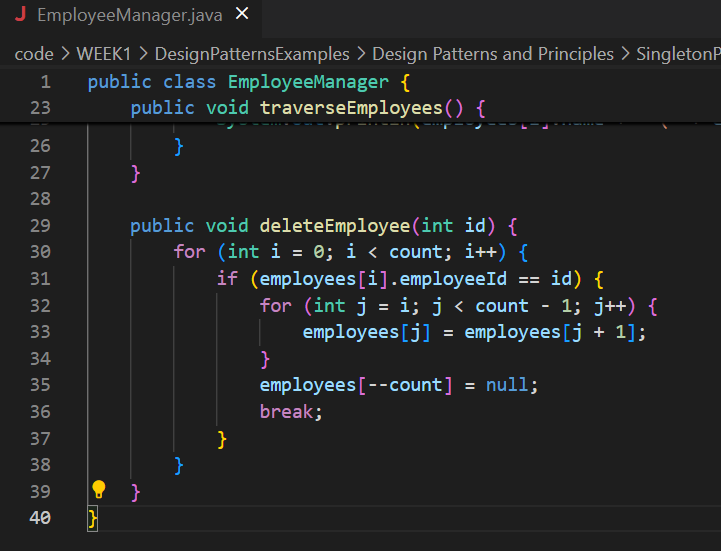 J EmployeeManager.java ×
code > WEEK1 > DesignPatternsExamples > Design Patterns and Principles > SingletonP
1 public class EmployeeManager {
23 public void traverseEmployees() {
26 }
27 }
28
29 public void deleteEmployee(int id) {
30 for (int i = 0; i < count; i++) {
31 if (employees[i].employeeId == id) {
32 for (int j = i; j < count - 1; j++) {
33 employees[j] = employees[j + 1];
34 }
35 employees[--count] = null;
36 break;
37 }
38 }
39 }
40 }